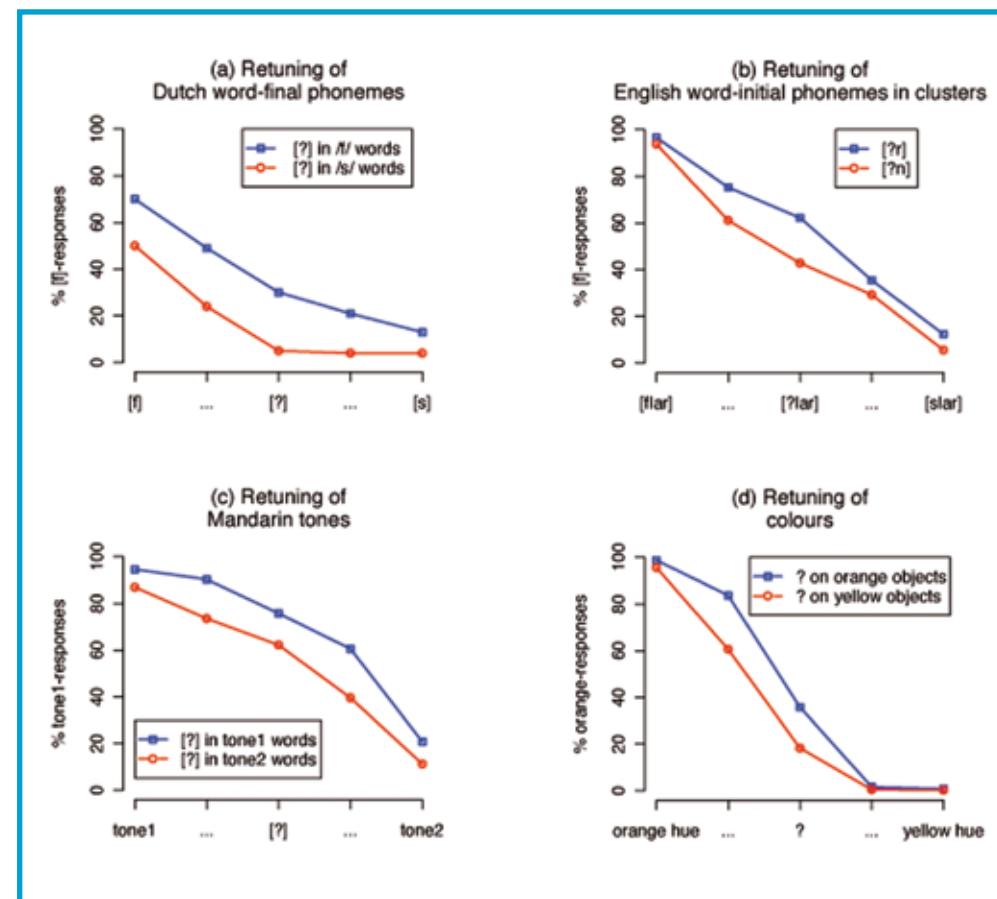 (a) Retuning of
Dutch word-final phonemes
% [f]-responses
100
80
60
40
20
0
[?] in /f/ words
[?] in /s/ words
[f] ... [?] ... [s]
(b) Retuning of
English word-initial phonemes in clusters
% [f]-responses
100
80
60
40
20
0
[?r]
[?n]
[flar] ... [?lar] ... [slar]
(c) Retuning of
Mandarin tones
% tone1-responses
100
80
60
40
20
0
[?] in tone1 words
[?] in tone2 words
tone1 ... [?] ... tone2
(d) Retuning of
colours
% orange-responses
100
80
60
40
20
0
? on orange objects
? on yellow objects
orange hue ... ? ... yellow hue